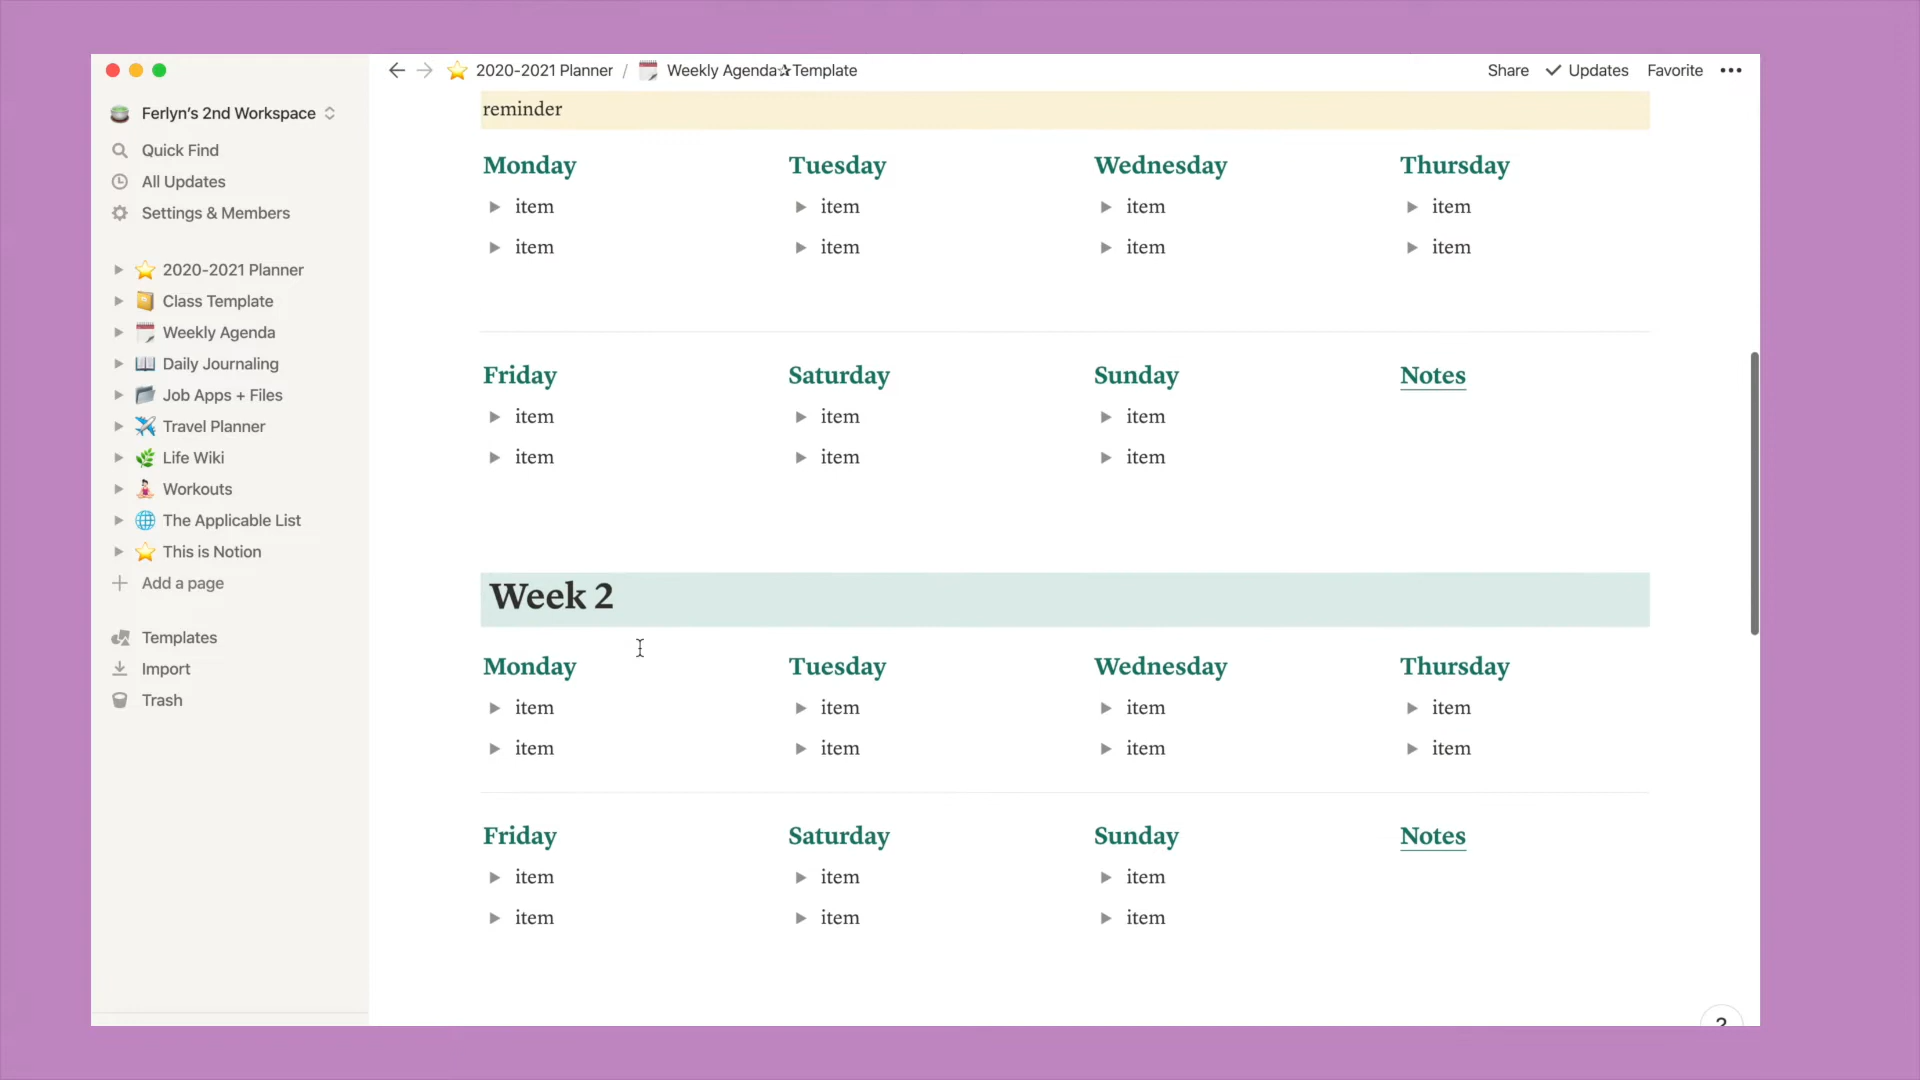 2020-2021 Planner / Weekly Agenda✰Template
Share ✓ Updates Favorite •••
Ferlyn's 2nd Workspace
Quick Find
All Updates
Settings & Members
2020-2021 Planner
Class Template
Weekly Agenda
Daily Journaling
Job Apps + Files
Travel Planner
Life Wiki
Workouts
The Applicable List
This is Notion
Add a page
Templates
Import
Trash
reminder
Monday Tuesday Wednesday Thursday
item item item item
item item item item
Friday Saturday Sunday Notes
item item item
item item item
Week 2
Monday Tuesday Wednesday Thursday
item item item item
item item item item
Friday Saturday Sunday Notes
item item item
item item item
?